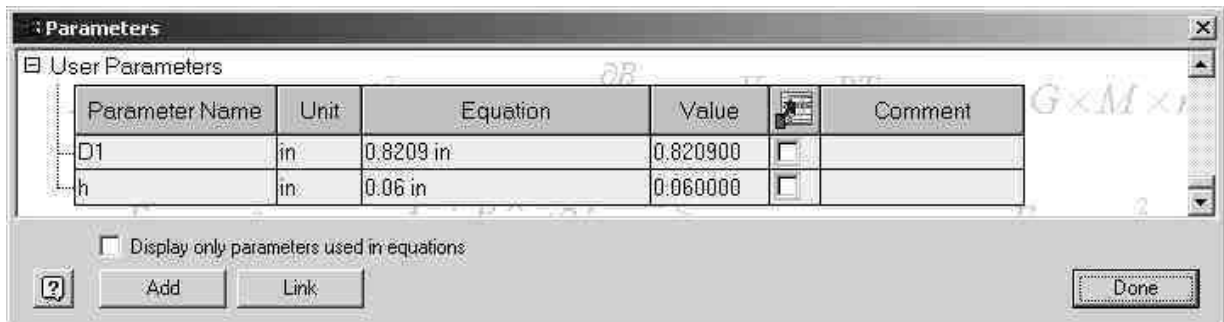 Parameters
User Parameters
Parameter Name Unit Equation Value Comment
D1 in 0.8209 in 0.820900
h in 0.06 in 0.060000
G×M×
Display only parameters used in equations
Add Link Done